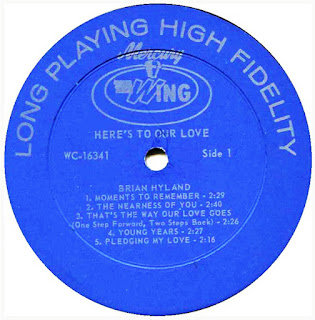 LONG PLAYING HIGH FIDELITY
Mercury
WING
HERE'S TO OUR LOVE
WC-16341 Side 1
BRIAN HYLAND
1. MOMENTS TO REMEMBER - 2:29
2. THE NEARNESS OF YOU - 2:40
3. THAT'S THE WAY OUR LOVE GOES
(One Step Forward, Two Steps Back) - 2:26
4. YOUNG YEARS - 2:27
5. PLEDGING MY LOVE - 2:16